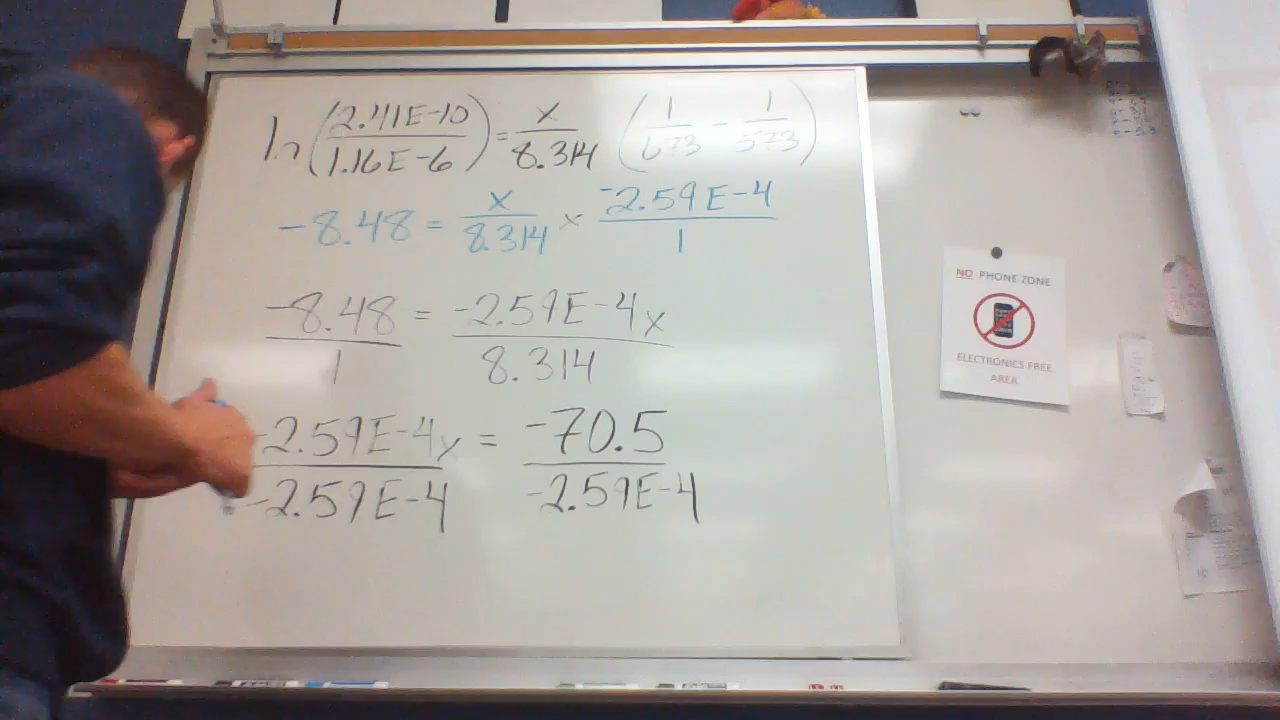 ln(2.41E-10/1.16E-6) = x/8.314 (1/673 - 1/573)
-8.48 = x/8.314 × -2.59E-4/1
-8.48/1 = -2.59E-4x/8.314
-2.59E-4x/-2.59E-4 = -70.5/-2.59E-4
NO PHONE ZONE
ELECTRONICS FREE
AREA